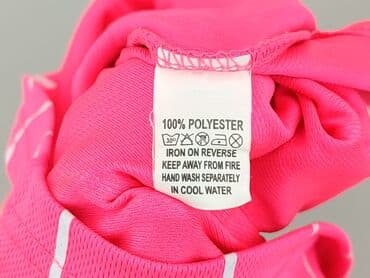 100% POLYESTER
IRON ON REVERSE
KEEP AWAY FROM FIRE
HAND WASH SEPARATELY
IN COOL WATER